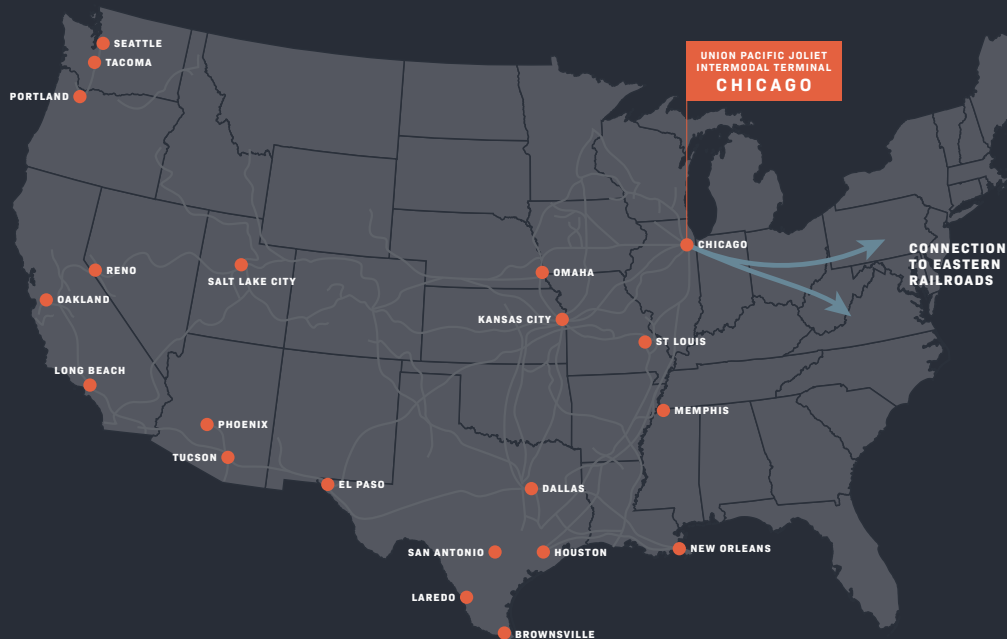 SEATTLE
TACOMA
PORTLAND
UNION PACIFIC JOLIET
INTERMODAL TERMINAL
CHICAGO
CHICAGO
CONNECTION
TO EASTERN
RAILROADS
RENO
SALT LAKE CITY
OMAHA
OAKLAND
KANSAS CITY
ST LOUIS
LONG BEACH
MEMPHIS
PHOENIX
TUCSON
EL PASO
DALLAS
SAN ANTONIO
HOUSTON
NEW ORLEANS
LAREDO
BROWNSVILLE